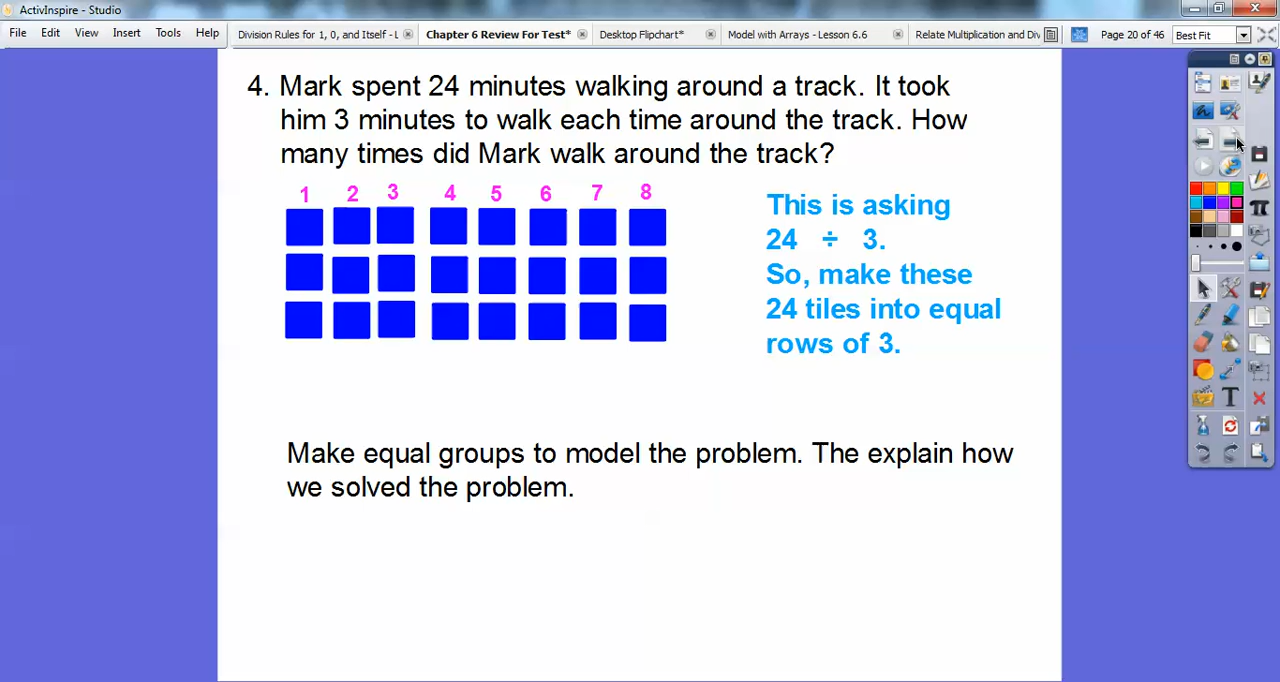 ActivInspire - Studio
File Edit View Insert Tools Help
Division Rules for 1, 0, and Itself - L Chapter 6 Review For Test* Desktop Flipchart* Model with Arrays - Lesson 6.6 Relate Multiplication and Div Page 20 of 46 Best Fit
4. Mark spent 24 minutes walking around a track. It took
him 3 minutes to walk each time around the track. How
many times did Mark walk around the track?
1 2 3 4 5 6 7 8
This is asking
24 ÷ 3.
So, make these
24 tiles into equal
rows of 3.
Make equal groups to model the problem. The explain how
we solved the problem.